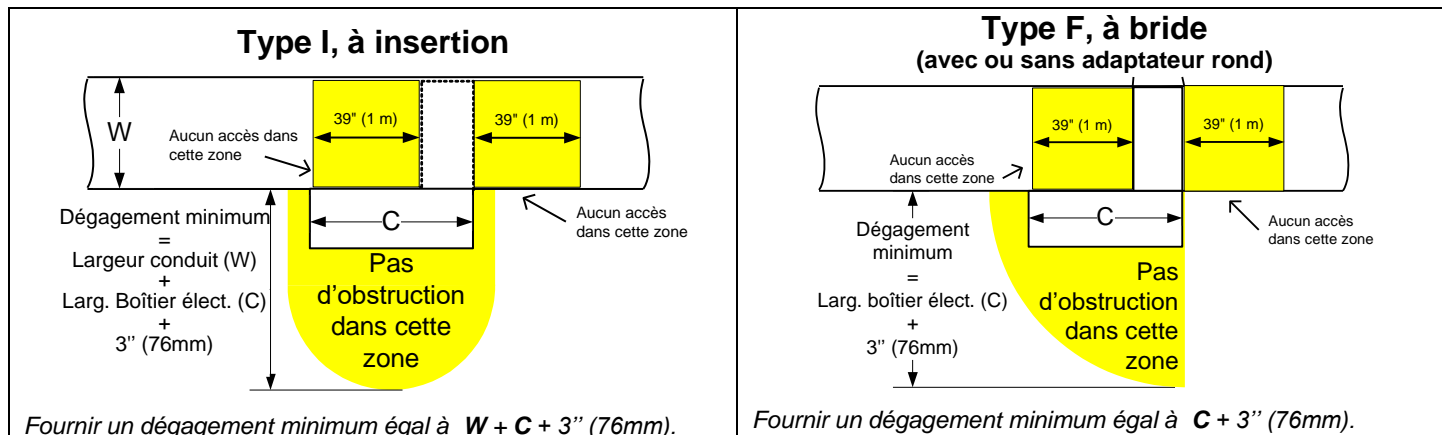 Type I, à insertion
W
39" (1 m)
39" (1 m)
Aucun accès dans
cette zone
Aucun accès
dans cette zone
C
Dégagement minimum
=
Largeur conduit (W)
+
Larg. Boîtier élect. (C)
+
3’’ (76mm)
Pas
d’obstruction
dans cette
zone
Fournir un dégagement minimum égal à W + C + 3’’ (76mm).
Type F, à bride
(avec ou sans adaptateur rond)
39" (1 m)
39" (1 m)
Aucun accès
dans cette zone
Aucun accès
dans cette zone
C
Dégagement
minimum
=
Larg. boîtier élect. (C)
+
3’’ (76mm)
Pas
d’obstruction
dans cette
zone
Fournir un dégagement minimum égal à C + 3’’ (76mm).